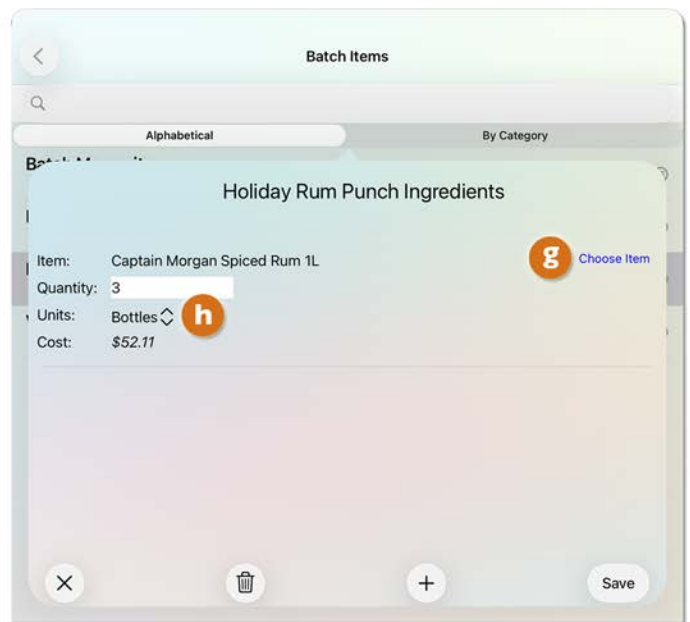 Batch Items
Alphabetical By Category
Holiday Rum Punch Ingredients
Item: Captain Morgan Spiced Rum 1L
g Choose Item
Quantity: 3
Units: Bottles h
Cost: $52.11
Save